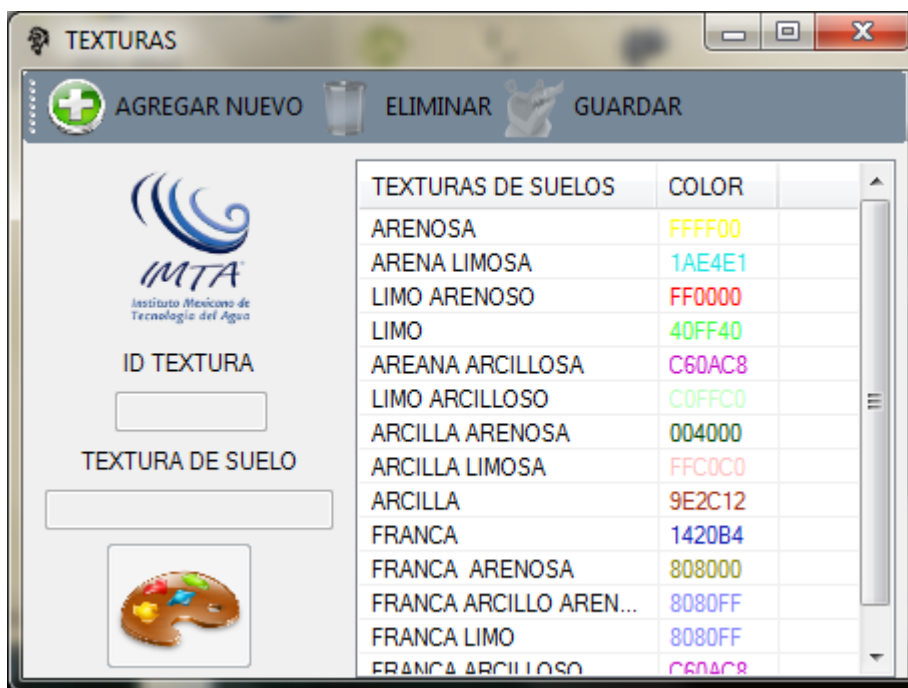 TEXTURAS
AGREGAR NUEVO ELIMINAR GUARDAR
IMTA
Instituto Mexicano de
Tecnología del Agua
ID TEXTURA
TEXTURA DE SUELO
TEXTURAS DE SUELOS COLOR
ARENOSA FFFF00
ARENA LIMOSA 1AE4E1
LIMO ARENOSO FF0000
LIMO 40FF40
AREANA ARCILLOSA C60AC8
LIMO ARCILLOSO C0FFC0
ARCILLA ARENOSA 004000
ARCILLA LIMOSA FFC0C0
ARCILLA 9E2C12
FRANCA 1420B4
FRANCA ARENOSA 808000
FRANCA ARCILLO AREN... 8080FF
FRANCA LIMO 8080FF
FRANCA ARCILLOSO C60AC8